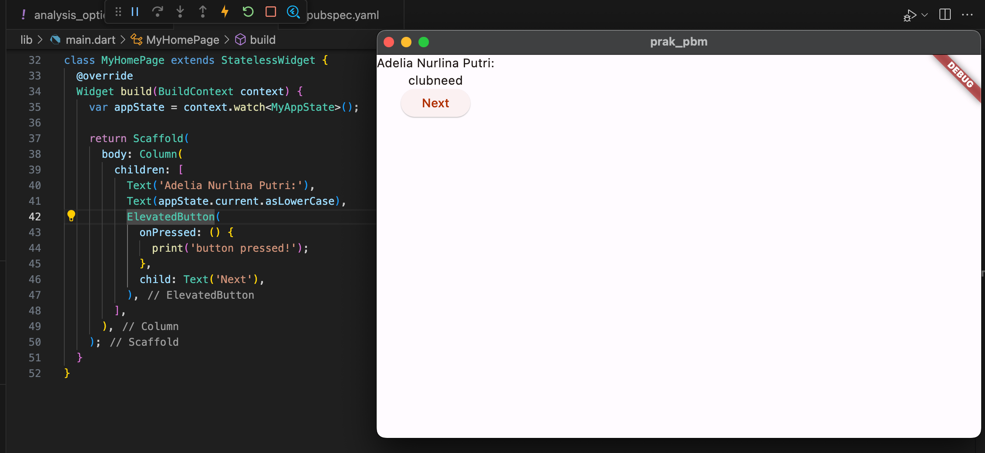 ! analysis_optio
pubspec.yaml
lib > main.dart > MyHomePage > build
32 class MyHomePage extends StatelessWidget {
33 @override
34 Widget build(BuildContext context) {
35 var appState = context.watch<MyAppState>();
36
37 return Scaffold(
38 body: Column(
39 children: [
40 Text('Adelia Nurlina Putri:'),
41 Text(appState.current.asLowerCase),
42 ElevatedButton(
43 onPressed: () {
44 print('button pressed!');
45 },
46 child: Text('Next'),
47 ), // ElevatedButton
48 ],
49 ), // Column
50 ); // Scaffold
51 }
52 }
prak_pbm
Adelia Nurlina Putri:
clubneed
Next
DEBUG